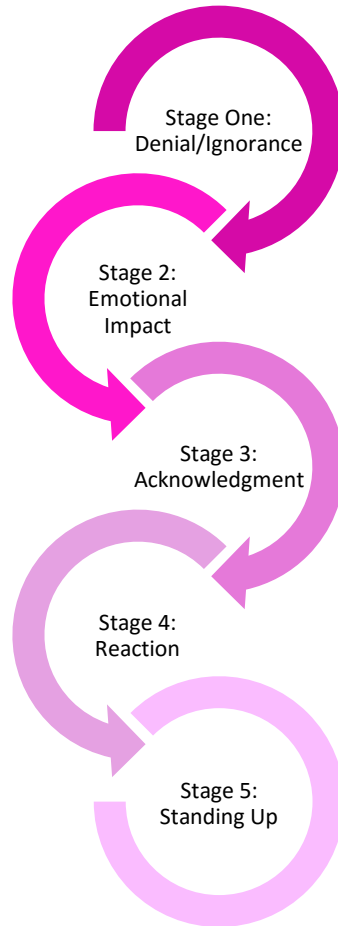 Stage One:
Denial/Ignorance
Stage 2:
Emotional
Impact
Stage 3:
Acknowledgment
Stage 4:
Reaction
Stage 5:
Standing Up